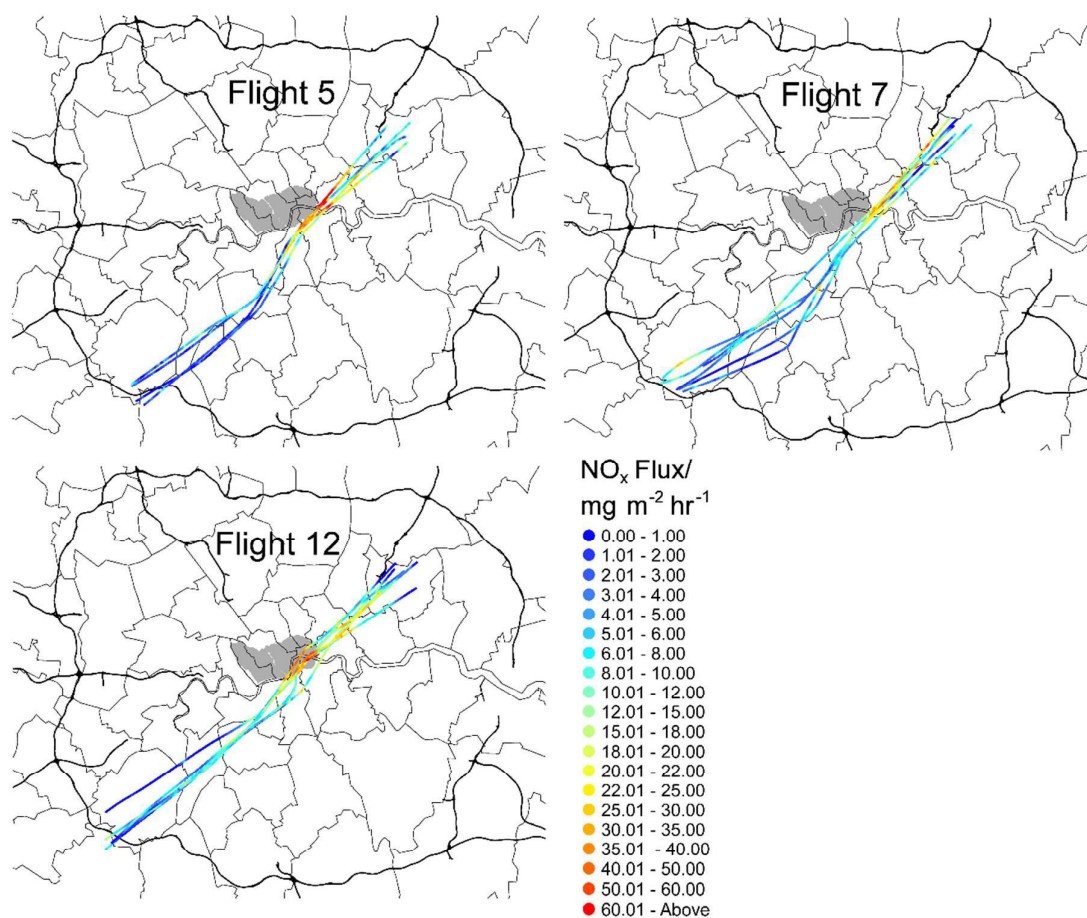 Flight 5
Flight 7
Flight 12
NOx Flux/
mg m-2 hr-1
0.00 - 1.00
1.01 - 2.00
2.01 - 3.00
3.01 - 4.00
4.01 - 5.00
5.01 - 6.00
6.01 - 8.00
8.01 - 10.00
10.01 - 12.00
12.01 - 15.00
15.01 - 18.00
18.01 - 20.00
20.01 - 22.00
22.01 - 25.00
25.01 - 30.00
30.01 - 35.00
35.01 - 40.00
40.01 - 50.00
50.01 - 60.00
60.01 - Above